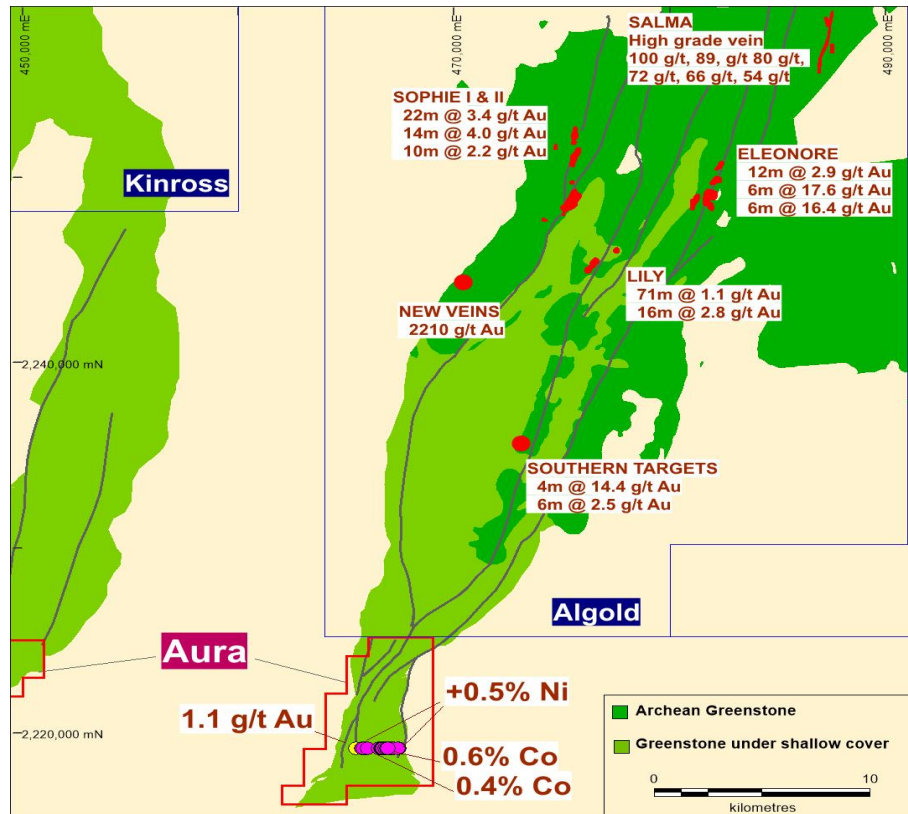 450,000 mE
470,000 mE
490,000 mE
SALMA
High grade vein
100 g/t, 89, g/t 80 g/t,
72 g/t, 66 g/t, 54 g/t
SOPHIE I & II
22m @ 3.4 g/t Au
14m @ 4.0 g/t Au
10m @ 2.2 g/t Au
Kinross
ELEONORE
12m @ 2.9 g/t Au
6m @ 17.6 g/t Au
6m @ 16.4 g/t Au
LILY
71m @ 1.1 g/t Au
16m @ 2.8 g/t Au
NEW VEINS
2210 g/t Au
2,240,000 mN
SOUTHERN TARGETS
4m @ 14.4 g/t Au
6m @ 2.5 g/t Au
Algold
Aura
+0.5% Ni
1.1 g/t Au
2,220,000 mN
0.6% Co
0.4% Co
Archean Greenstone
Greenstone under shallow cover
0 10
kilometres